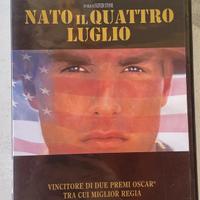 NATO IL QUATTRO
LUGLIO
VINCITORE DI DUE PREMI OSCAR®
TRA CUI MIGLIOR REGIA